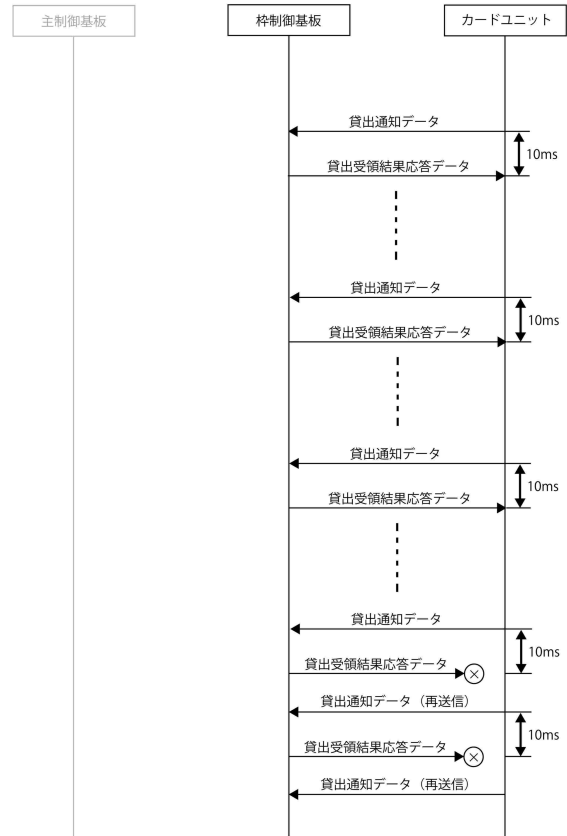 主制御基板
枠制御基板
カードユニット
貸出通知データ
10ms
貸出受領結果応答データ
貸出通知データ
10ms
貸出受領結果応答データ
貸出通知データ
10ms
貸出受領結果応答データ
貸出通知データ
10ms
貸出受領結果応答データ
貸出通知データ（再送信）
10ms
貸出受領結果応答データ
貸出通知データ（再送信）